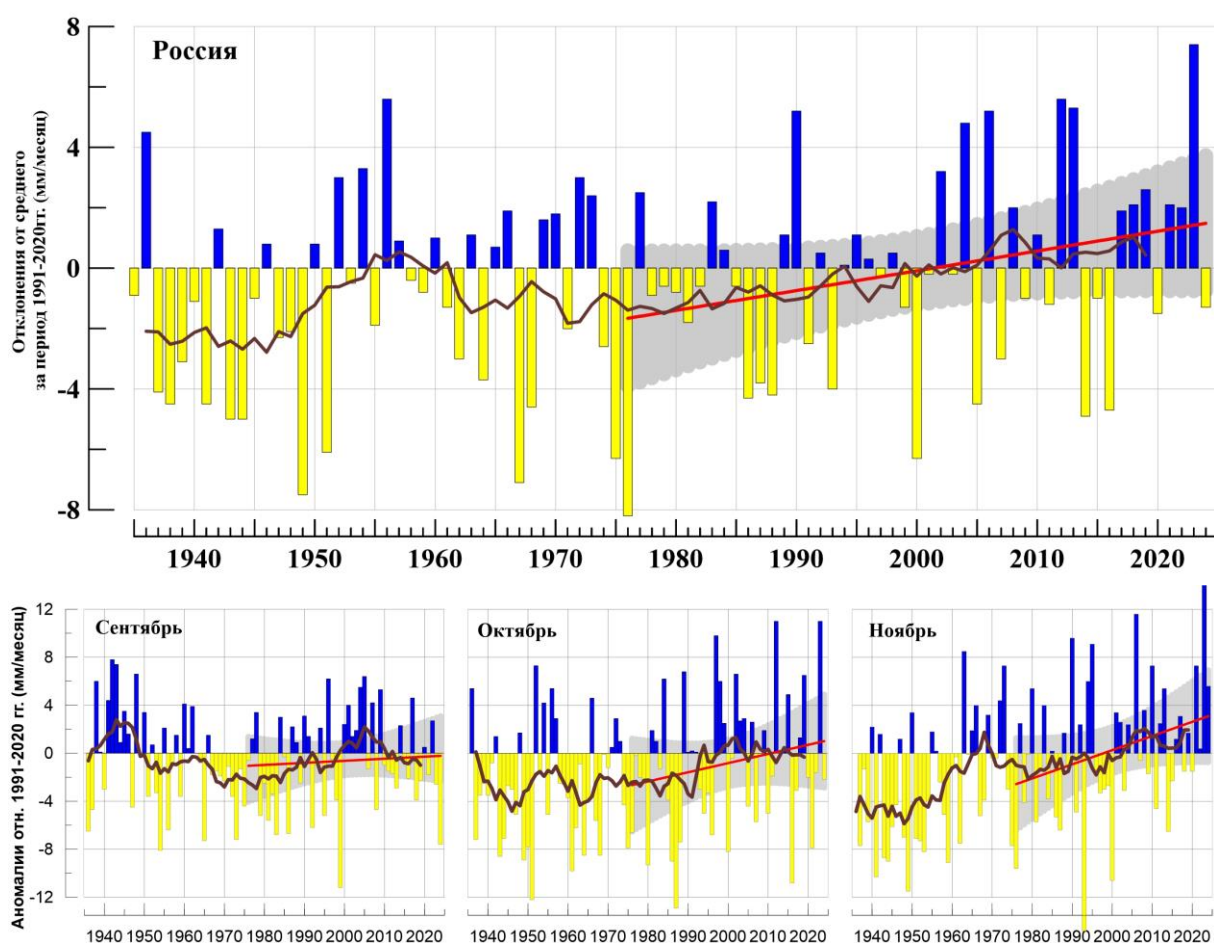 Россия
Отклонения от среднего
за период 1991-2020гг. (мм/месяц)
8
4
0
-4
-8
1940 1950 1960 1970 1980 1990 2000 2010 2020
Аномалии отн. 1991-2020 гг. (мм/месяц)
12
8
4
0
-4
-8
-12
Сентябрь
Октябрь
Ноябрь
1940 1950 1960 1970 1980 1990 2000 2010 2020
1940 1950 1960 1970 1980 1990 2000 2010 2020
1940 1950 1960 1970 1980 1990 2000 2010 2020